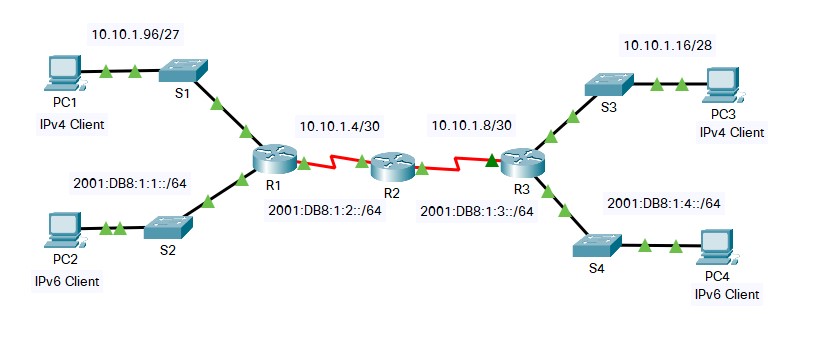 10.10.1.96/27
PC1
IPv4 Client
S1
10.10.1.4/30
10.10.1.8/30
10.10.1.16/28
S3
PC3
IPv4 Client
R1
R2
R3
2001:DB8:1:1::/64
2001:DB8:1:2::/64
2001:DB8:1:3::/64
2001:DB8:1:4::/64
PC2
IPv6 Client
S2
S4
PC4
IPv6 Client